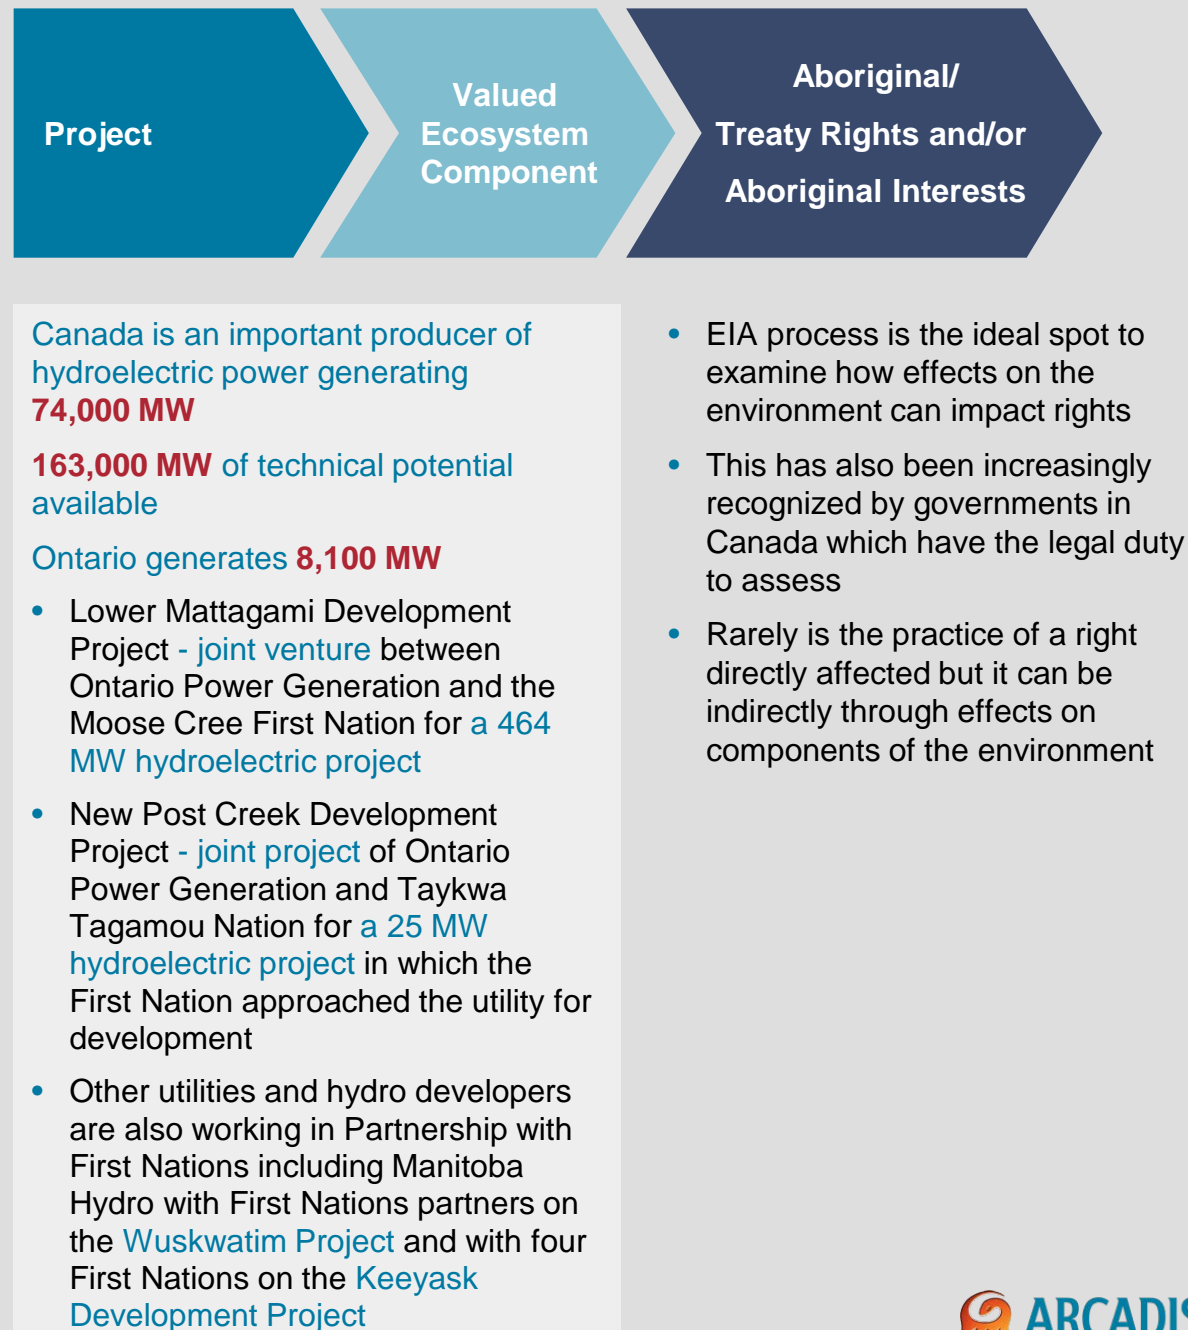 Project
Valued
Ecosystem
Component
Aboriginal/
Treaty Rights and/or
Aboriginal Interests
Canada is an important producer of
hydroelectric power generating
74,000 MW
163,000 MW of technical potential
available
Ontario generates 8,100 MW
• Lower Mattagami Development
Project - joint venture between
Ontario Power Generation and the
Moose Cree First Nation for a 464
MW hydroelectric project
• New Post Creek Development
Project - joint project of Ontario
Power Generation and Taykwa
Tagamou Nation for a 25 MW
hydroelectric project in which the
First Nation approached the utility for
development
• Other utilities and hydro developers
are also working in Partnership with
First Nations including Manitoba
Hydro with First Nations partners on
the Wuskwatim Project and with four
First Nations on the Keeyask
Development Project
• EIA process is the ideal spot to
examine how effects on the
environment can impact rights
• This has also been increasingly
recognized by governments in
Canada which have the legal duty
to assess
• Rarely is the practice of a right
directly affected but it can be
indirectly through effects on
components of the environment
ARCADIS